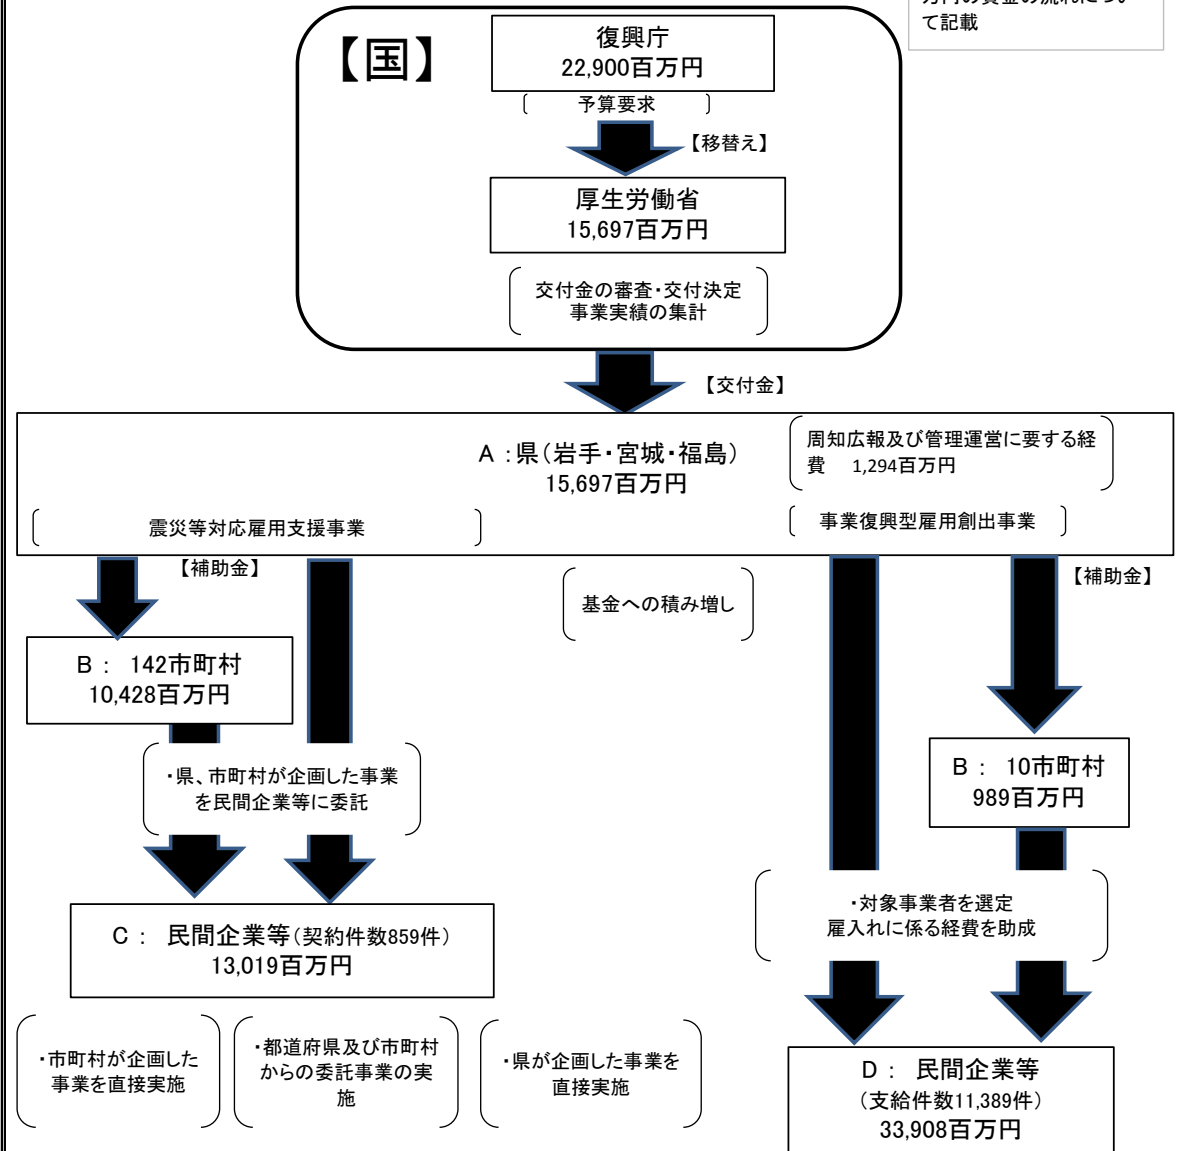 て記載
【国】
復興庁
22,900百万円
予算要求
【移替え】
厚生労働省
15,697百万円
交付金の審査・交付決定
事業実績の集計
【交付金】
A ：県（岩手・宮城・福島）
15,697百万円
周知広報及び管理運営に要する経
費 1,294百万円
震災等対応雇用支援事業
事業復興型雇用創出事業
【補助金】
【補助金】
基金への積み増し
B ： 142市町村
10,428百万円
・県、市町村が企画した事業
を民間企業等に委託
B ： 10市町村
989百万円
・対象事業者を選定
雇入れに係る経費を助成
C ： 民間企業等（契約件数859件）
13,019百万円
・市町村が企画した
事業を直接実施
・都道府県及び市町村
からの委託事業の実
施
・県が企画した事業を
直接実施
D ： 民間企業等
（支給件数11,389件）
33,908百万円